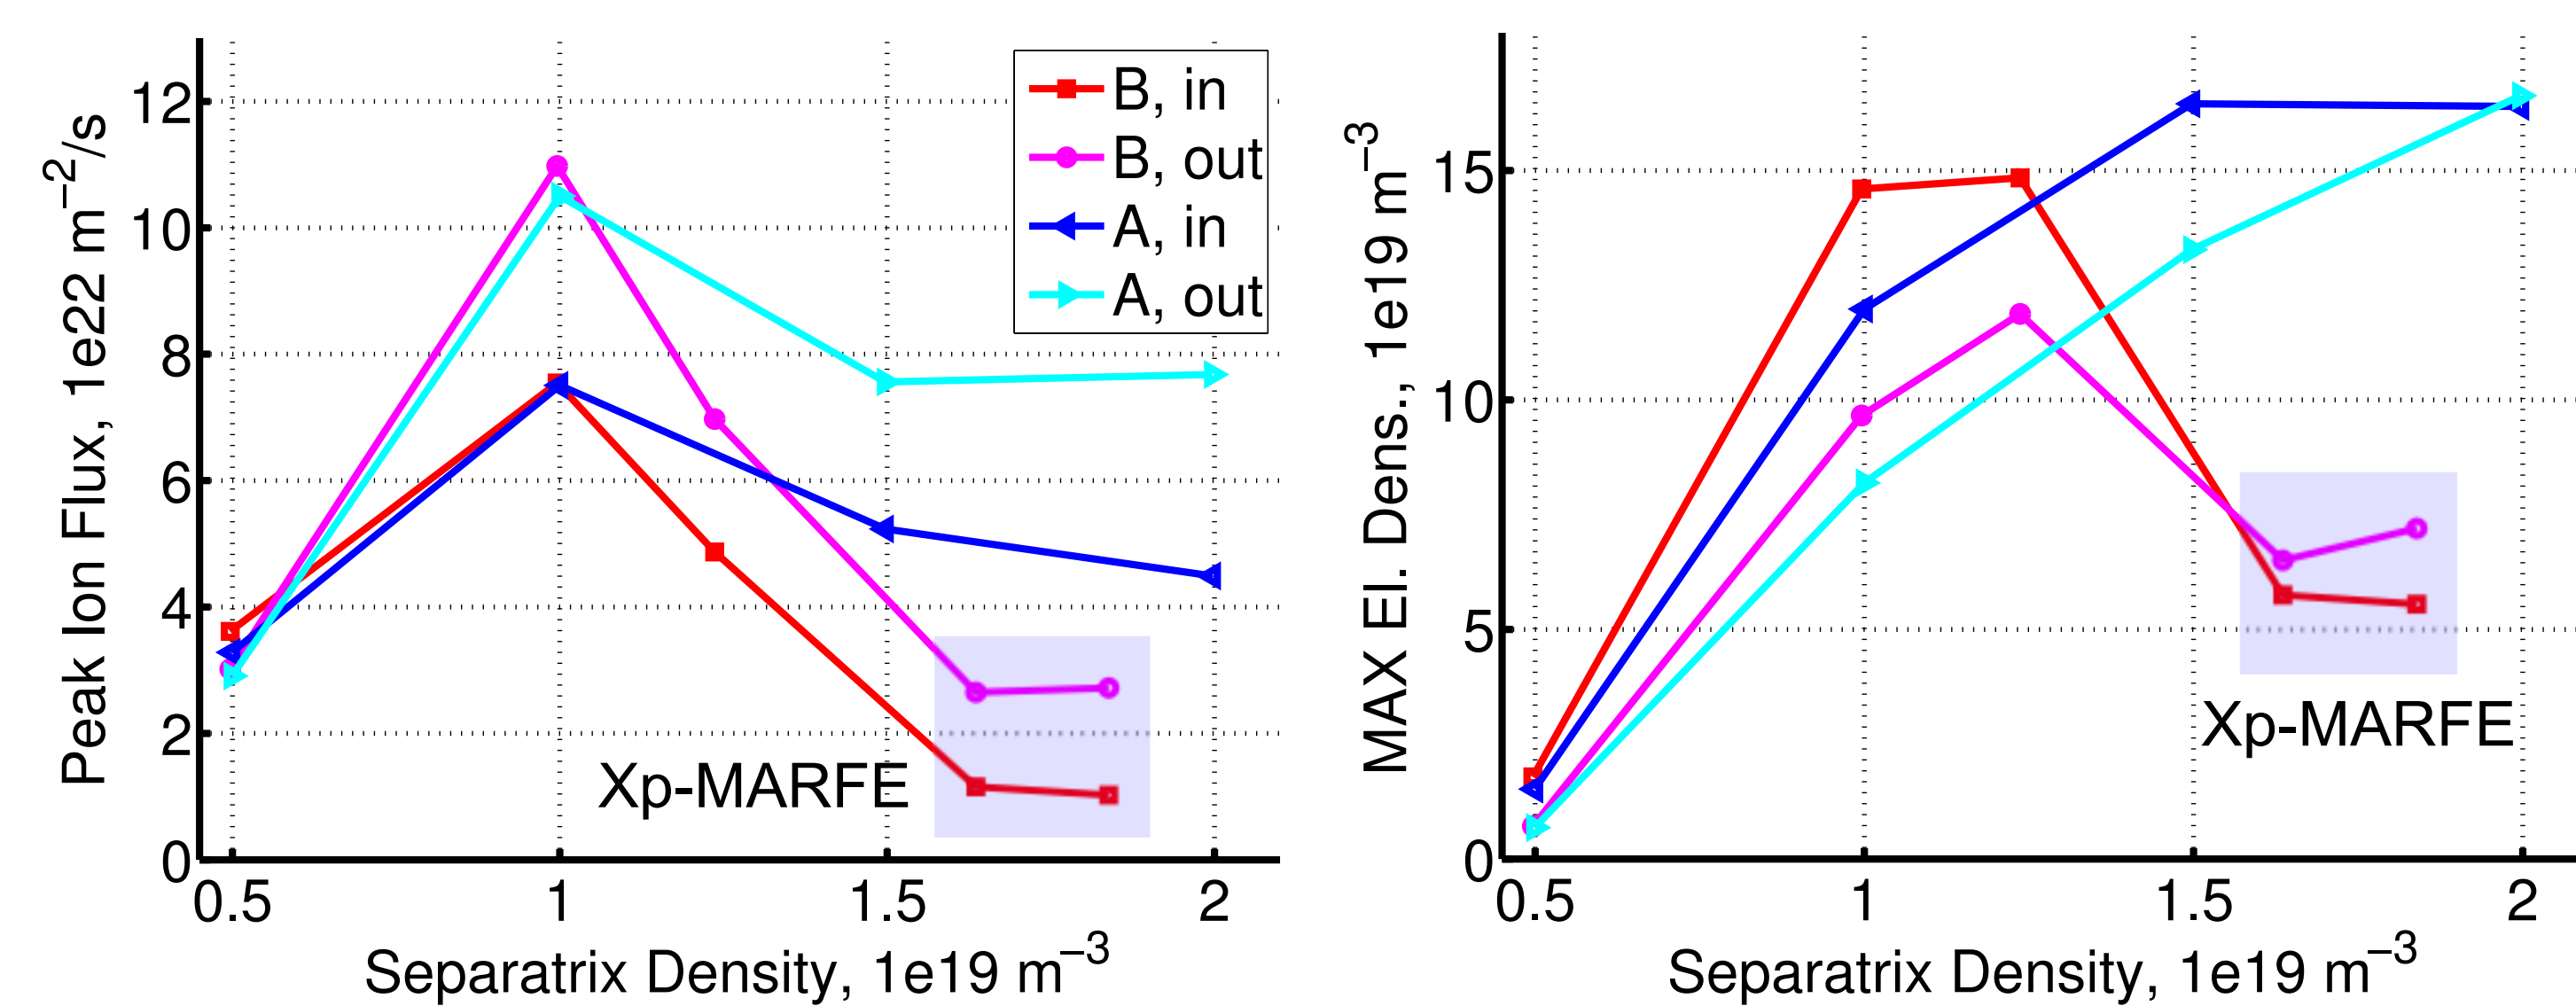 Peak Ion Flux, 1e22 m−2/s
12
10
8
6
4
2
0
0.5 1 1.5 2
Separatrix Density, 1e19 m−3
B, in
B, out
A, in
A, out
Xp-MARFE
MAX El. Dens., 1e19 m−3
15
10
5
0
0.5 1 1.5 2
Separatrix Density, 1e19 m−3
Xp-MARFE